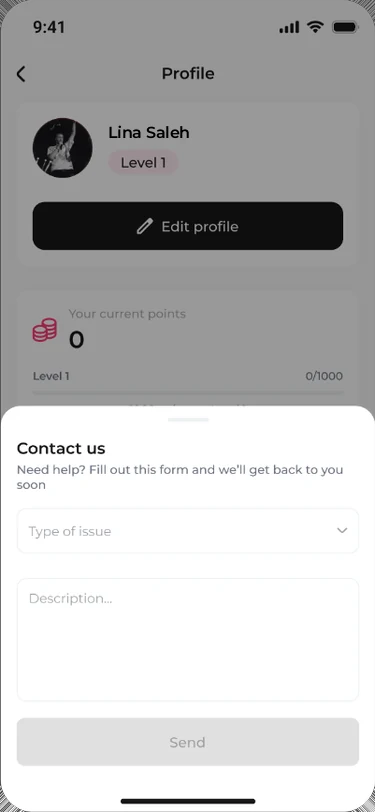 9:41
Profile
Lina Saleh
Level 1
Edit profile
Your current points
0
Level 1
0/1000
Contact us
Need help? Fill out this form and we'll get back to you
soon
Type of issue
Description...
Send